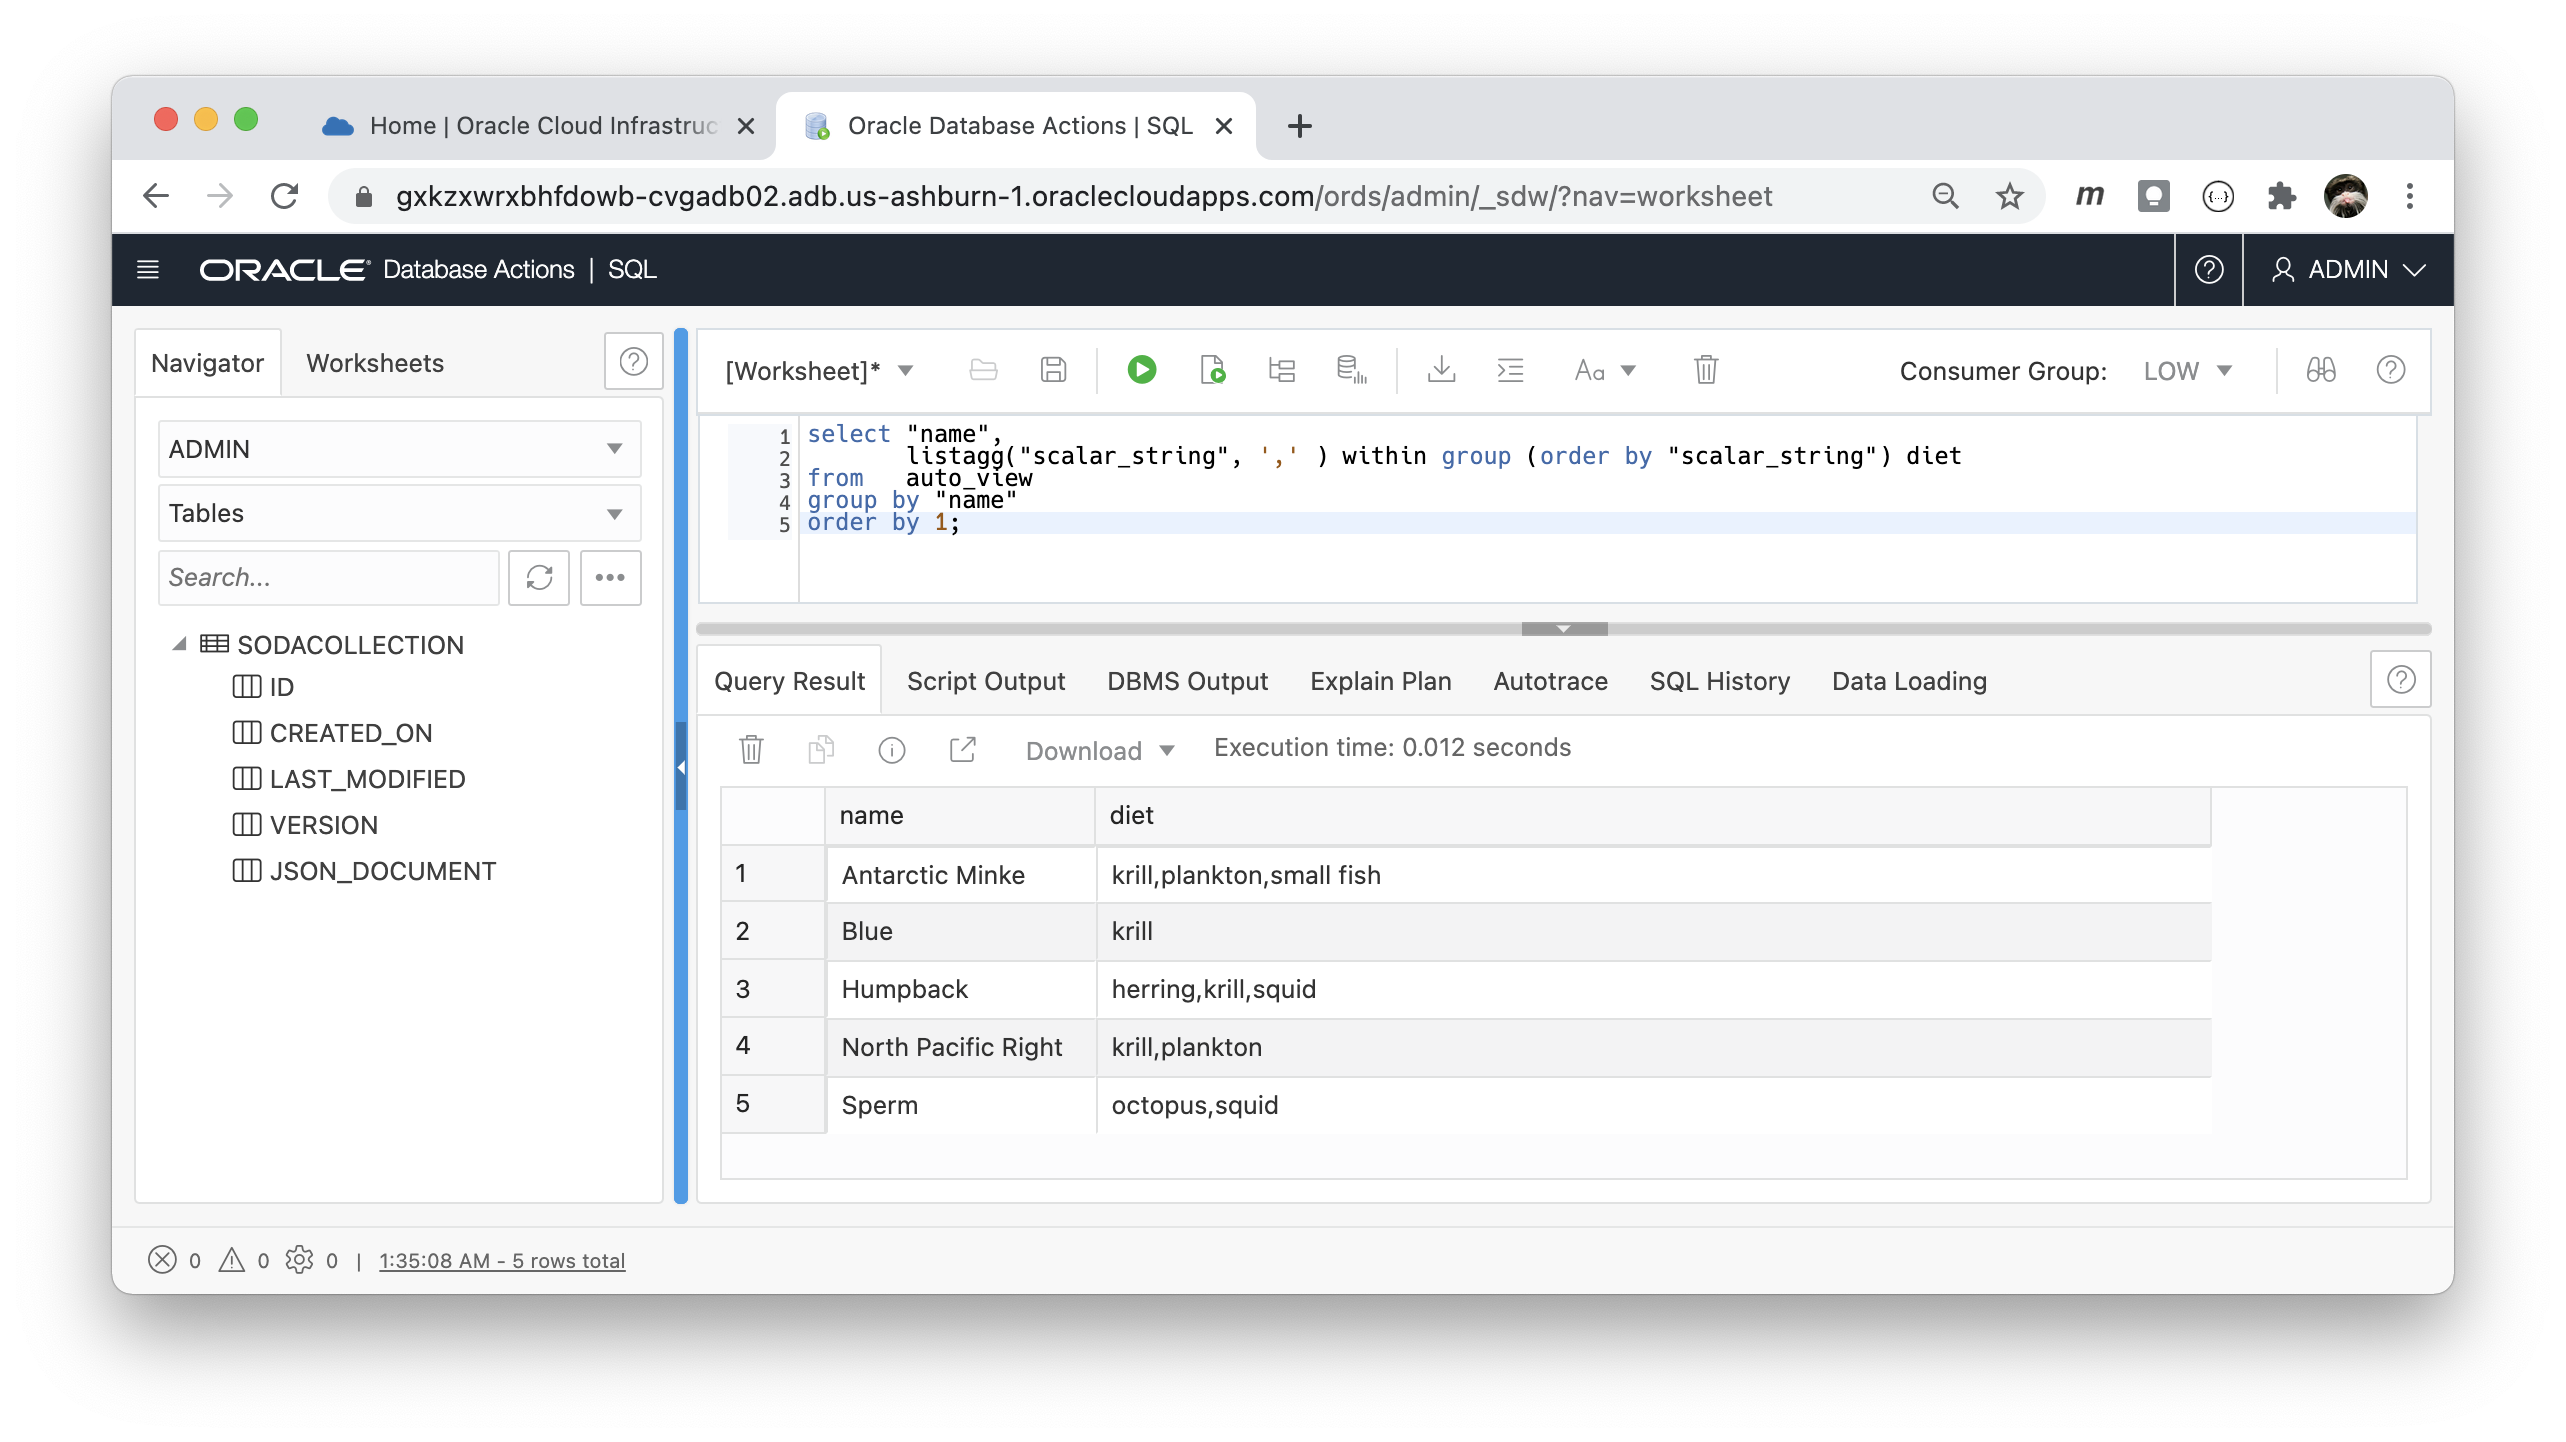 Home | Oracle Cloud Infrastruc
Oracle Database Actions | SQL
gxkzxwrxbhfdowb-cvgadb02.adb.us-ashburn-1.oraclecloudapps.com/ords/admin/_sdw/?nav=worksheet
m
{...}
ORACLE Database Actions | SQL
ADMIN
Navigator
Worksheets
ADMIN
Tables
Search...
SODACOLLECTION
ID
CREATED_ON
LAST_MODIFIED
VERSION
JSON_DOCUMENT
[Worksheet]*
Aa
Consumer Group: LOW
1 select "name",
2 listagg("scalar_string", ',' ) within group (order by "scalar_string") diet
3 from auto_view
4 group by "name"
5 order by 1;
Query Result
Script Output
DBMS Output
Explain Plan
Autotrace
SQL History
Data Loading
Download
Execution time: 0.012 seconds
name diet
1 Antarctic Minke krill,plankton,small fish
2 Blue krill
3 Humpback herring,krill,squid
4 North Pacific Right krill,plankton
5 Sperm octopus,squid
0 0 0 | 1:35:08 AM - 5 rows total